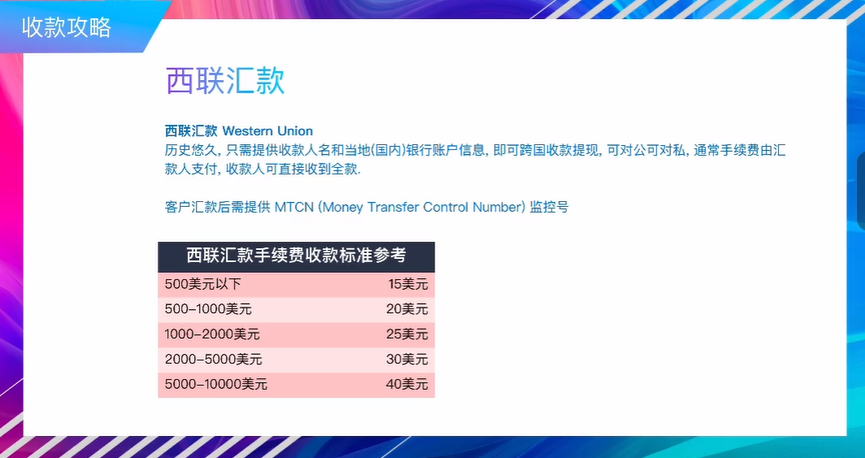 收款攻略
西联汇款
西联汇款 Western Union
历史悠久, 只需提供收款人名和当地(国内)银行账户信息, 即可跨国收款提现, 可对公可对私, 通常手续费由汇
款人支付, 收款人可直接收到全款.
客户汇款后需提供 MTCN (Money Transfer Control Number) 监控号
西联汇款手续费收款标准参考
500美元以下 15美元
500-1000美元 20美元
1000-2000美元 25美元
2000-5000美元 30美元
5000-10000美元 40美元